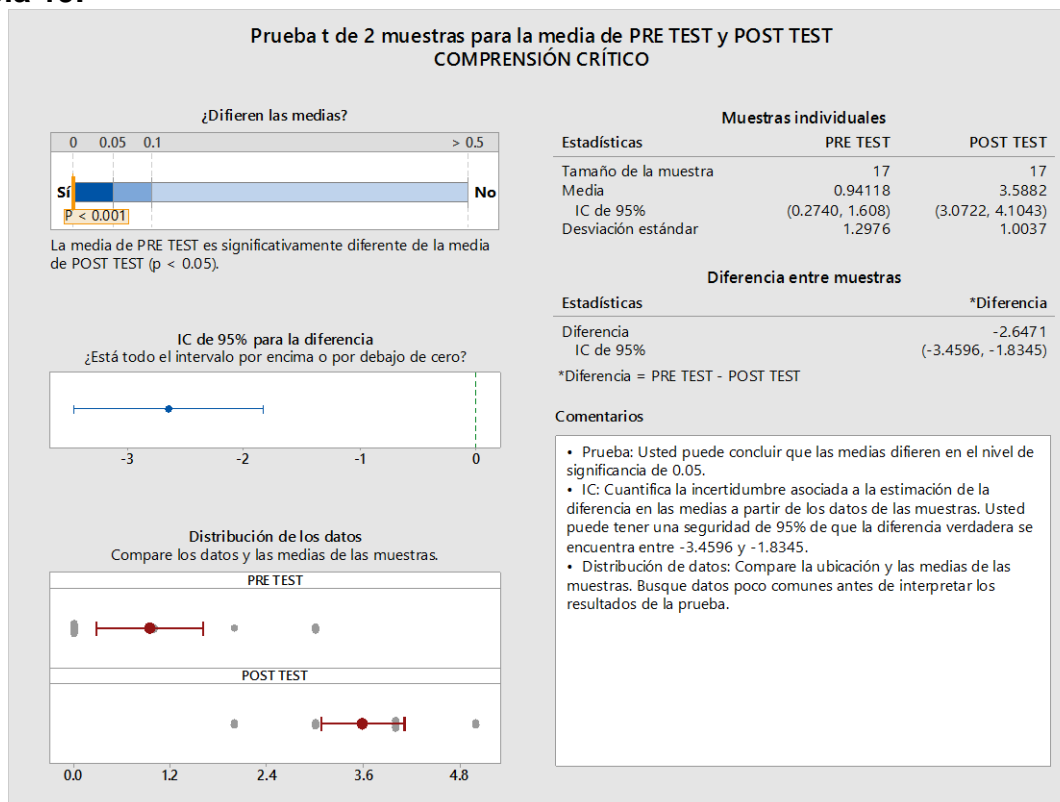 Prueba t de 2 muestras para la media de PRE TEST y POST TEST
COMPRENSIÓN CRÍTICO
¿Difieren las medias?
0 0.05 0.1 > 0.5
Sí No
P < 0.001
La media de PRE TEST es significativamente diferente de la media
de POST TEST (p < 0.05).
IC de 95% para la diferencia
¿Está todo el intervalo por encima o por debajo de cero?
-3 -2 -1 0
Distribución de los datos
Compare los datos y las medias de las muestras.
PRE TEST
POST TEST
0.0 1.2 2.4 3.6 4.8
Muestras individuales
Estadísticas PRE TEST POST TEST
Tamaño de la muestra 17 17
Media 0.94118 3.5882
IC de 95% (0.2740, 1.608) (3.0722, 4.1043)
Desviación estándar 1.2976 1.0037
Diferencia entre muestras
Estadísticas *Diferencia
Diferencia -2.6471
IC de 95% (-3.4596, -1.8345)
*Diferencia = PRE TEST - POST TEST
Comentarios
• Prueba: Usted puede concluir que las medias difieren en el nivel de
significancia de 0.05.
• IC: Cuantifica la incertidumbre asociada a la estimación de la
diferencia en las medias a partir de los datos de las muestras. Usted
puede tener una seguridad de 95% de que la diferencia verdadera se
encuentra entre -3.4596 y -1.8345.
• Distribución de datos: Compare la ubicación y las medias de las
muestras. Busque datos poco comunes antes de interpretar los
resultados de la prueba.